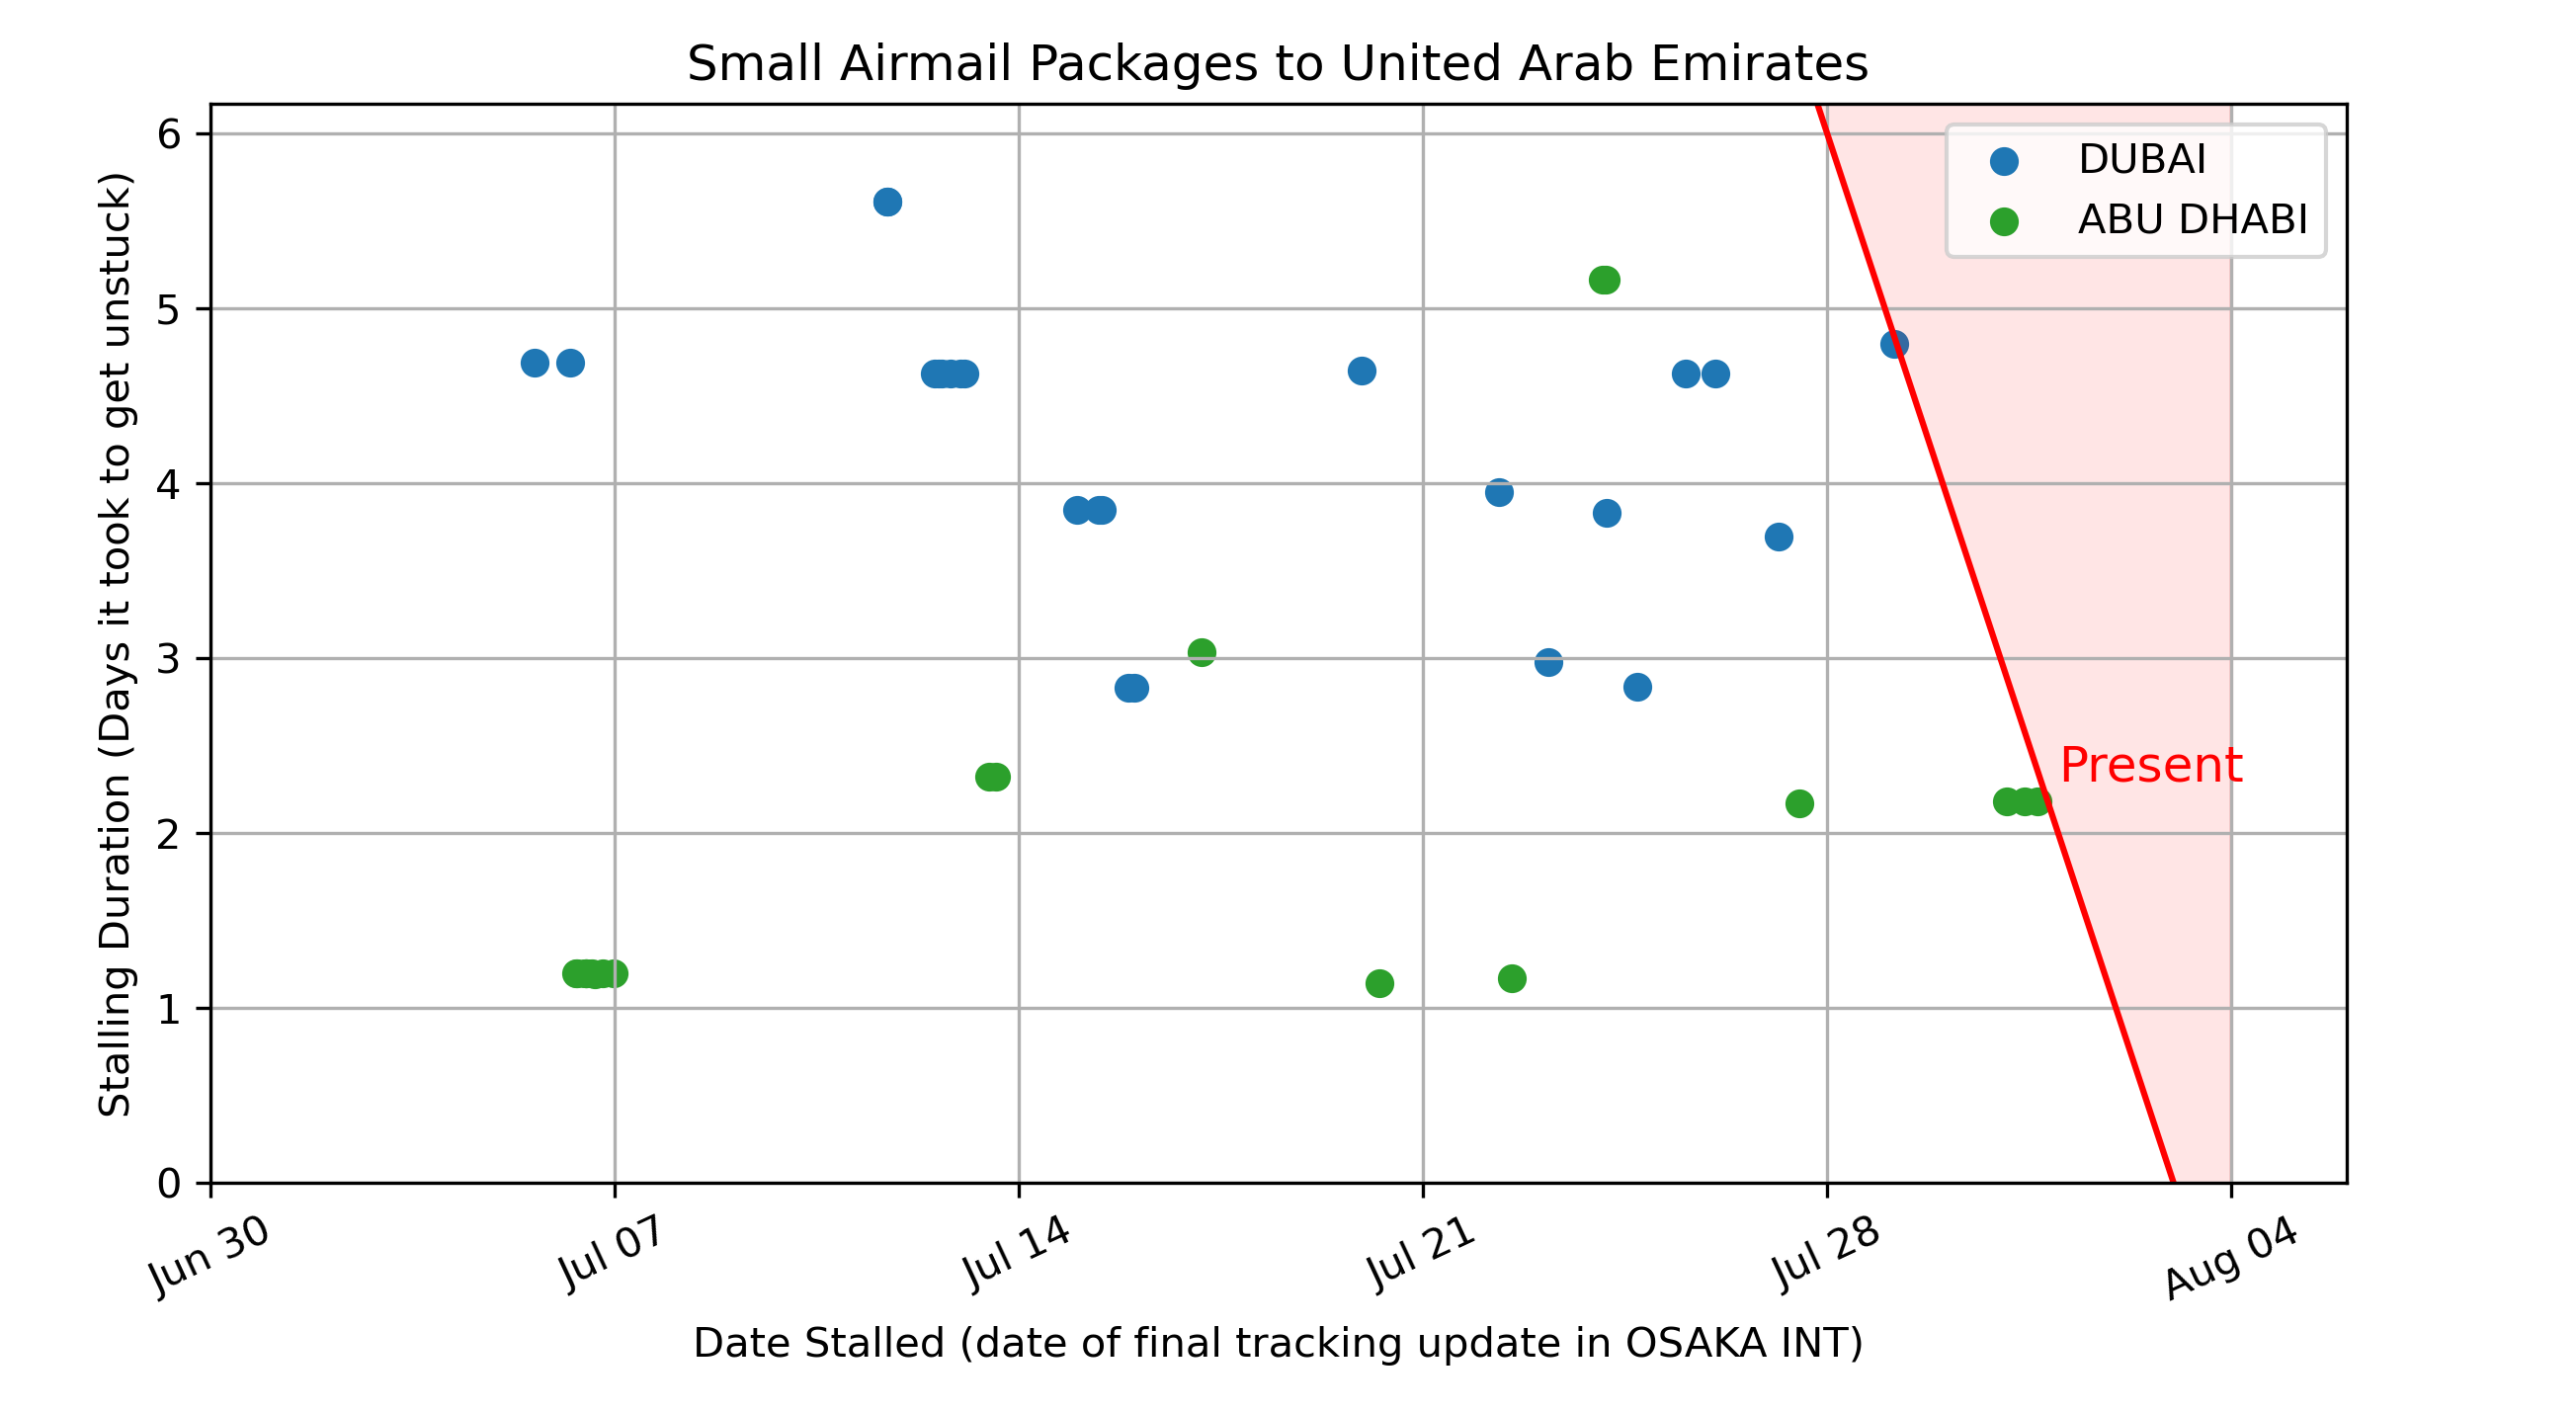 Small Airmail Packages to United Arab Emirates
DUBAI
ABU DHABI
Present
Stalling Duration (Days it took to get unstuck)
6
5
4
3
2
1
0
Jun 30
Jul 07
Jul 14
Jul 21
Jul 28
Aug 04
Date Stalled (date of final tracking update in OSAKA INT)